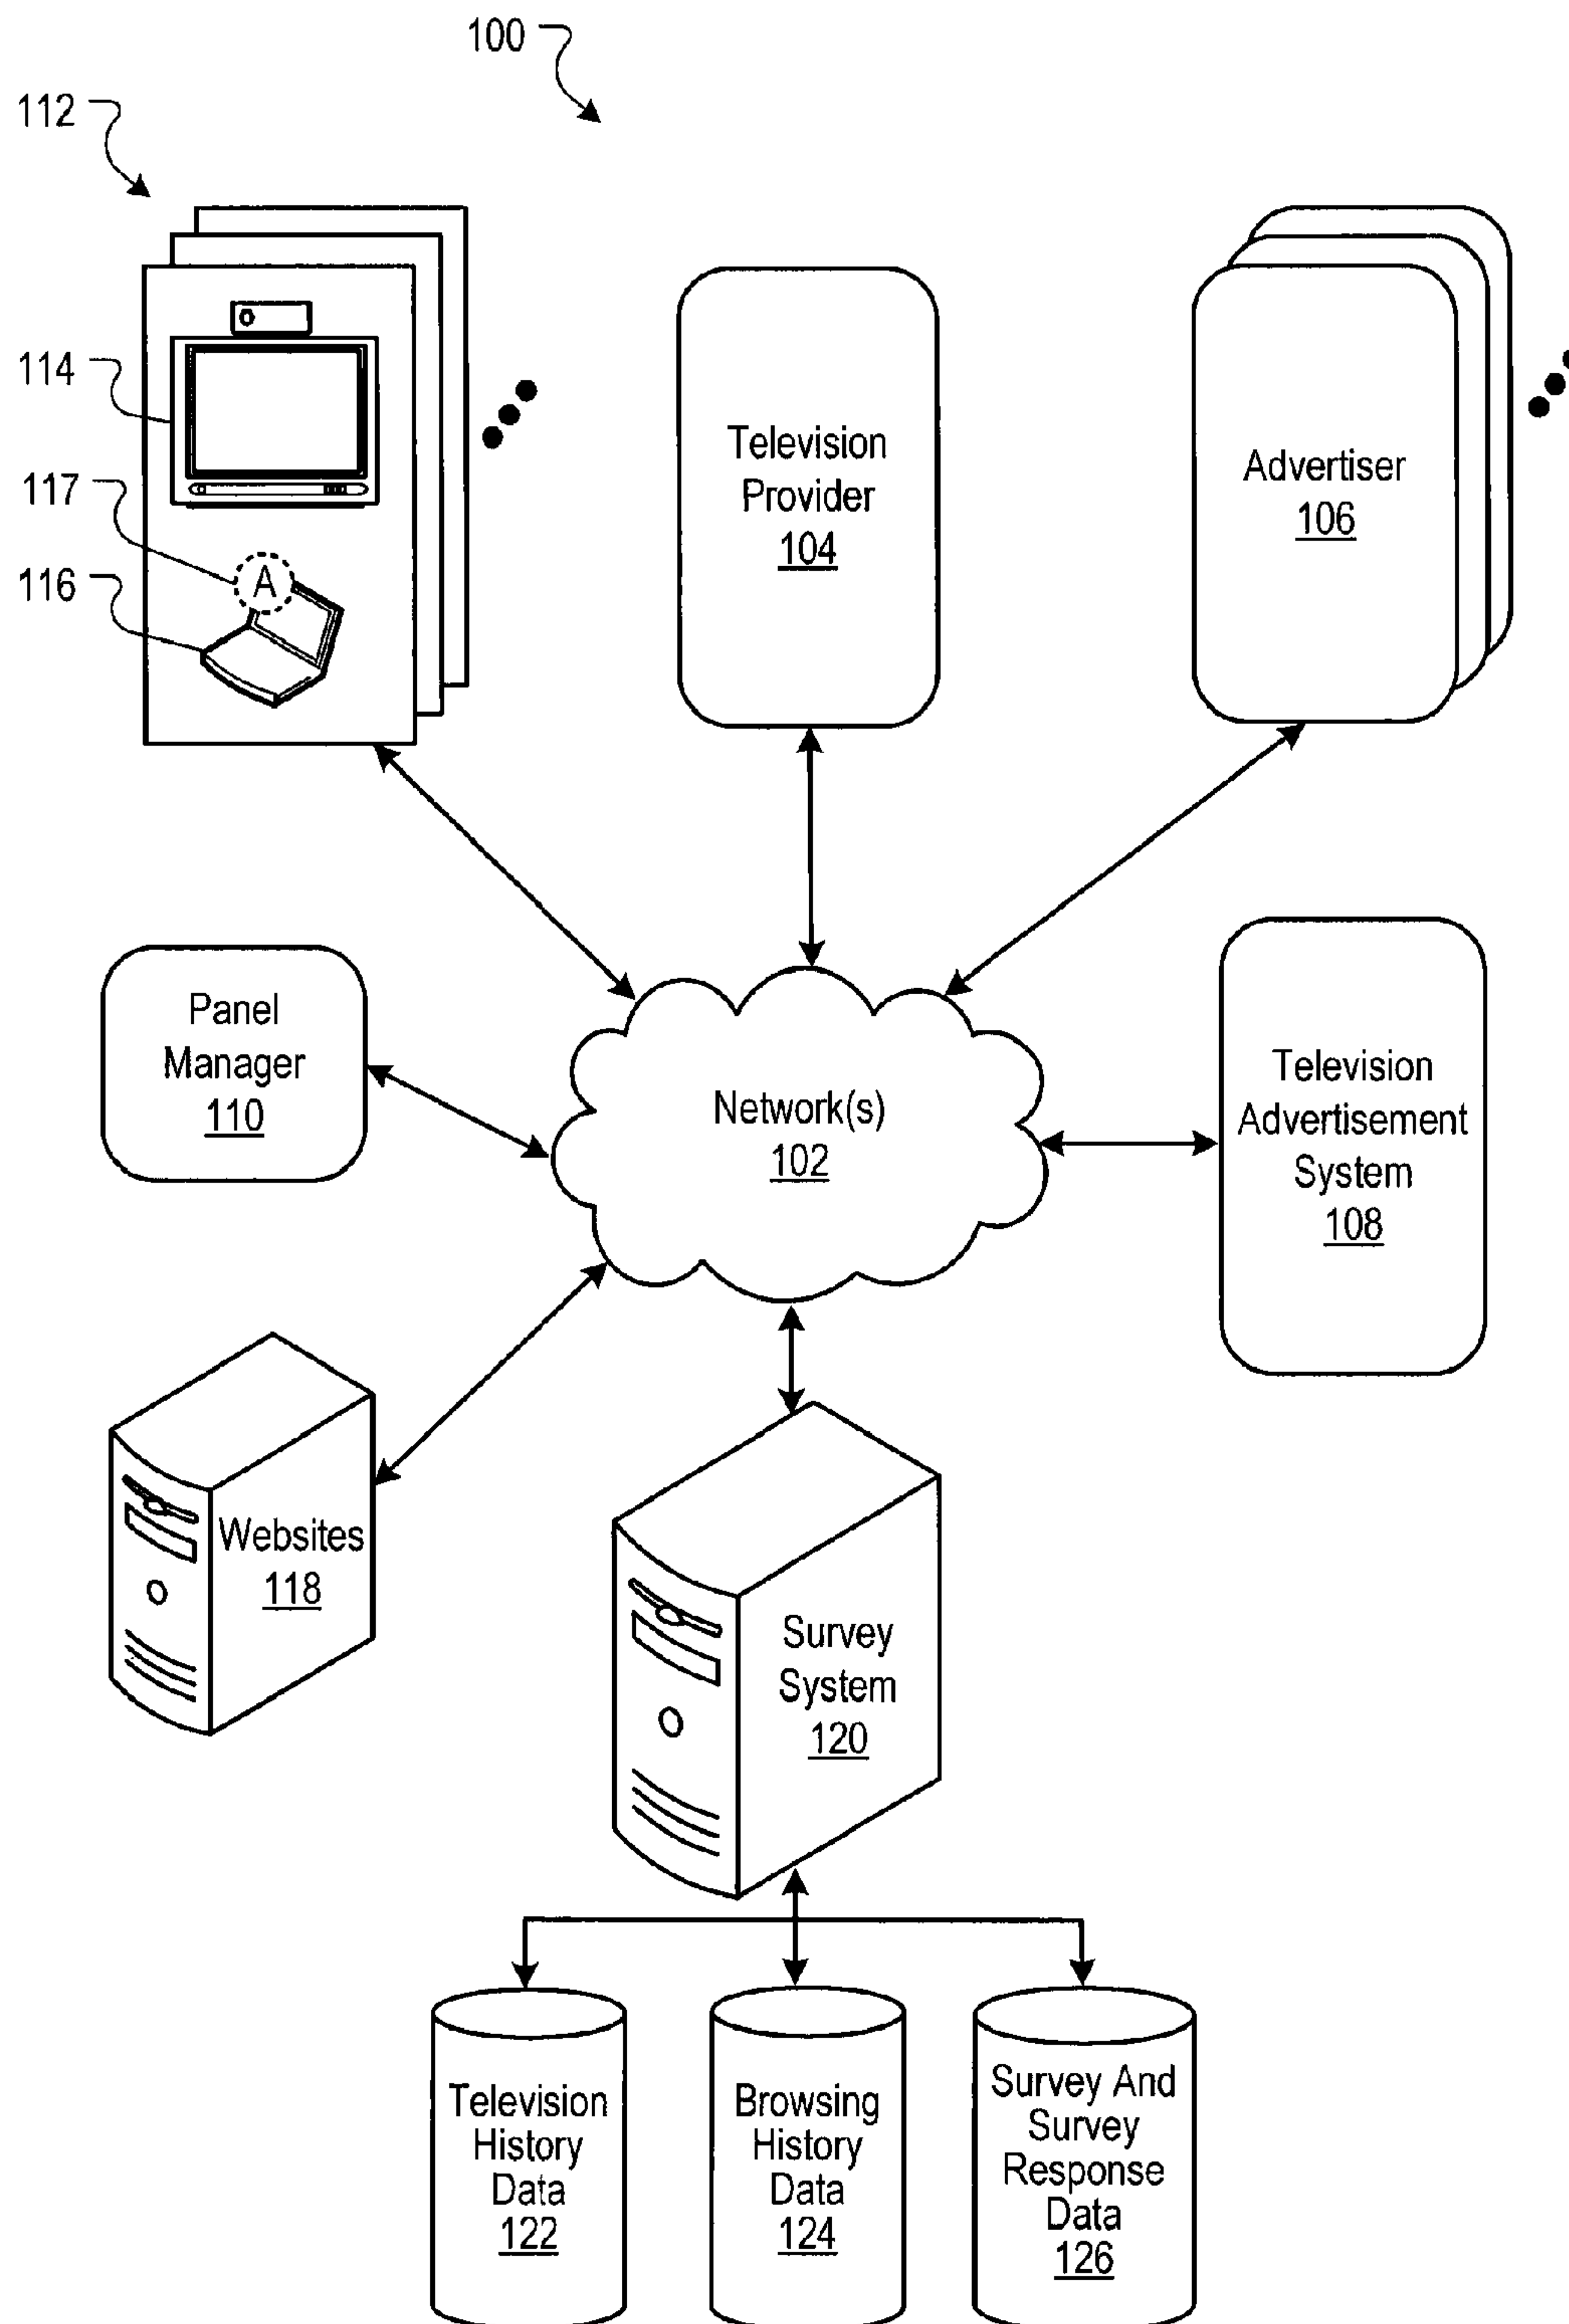 100
112
114
117
A
116
Television
Provider
104
Advertiser
106
Panel
Manager
110
Network(s)
102
Television
Advertisement
System
108
Websites
118
Survey
System
120
Television
History
Data
122
Browsing
History
Data
124
Survey And
Survey
Response
Data
126